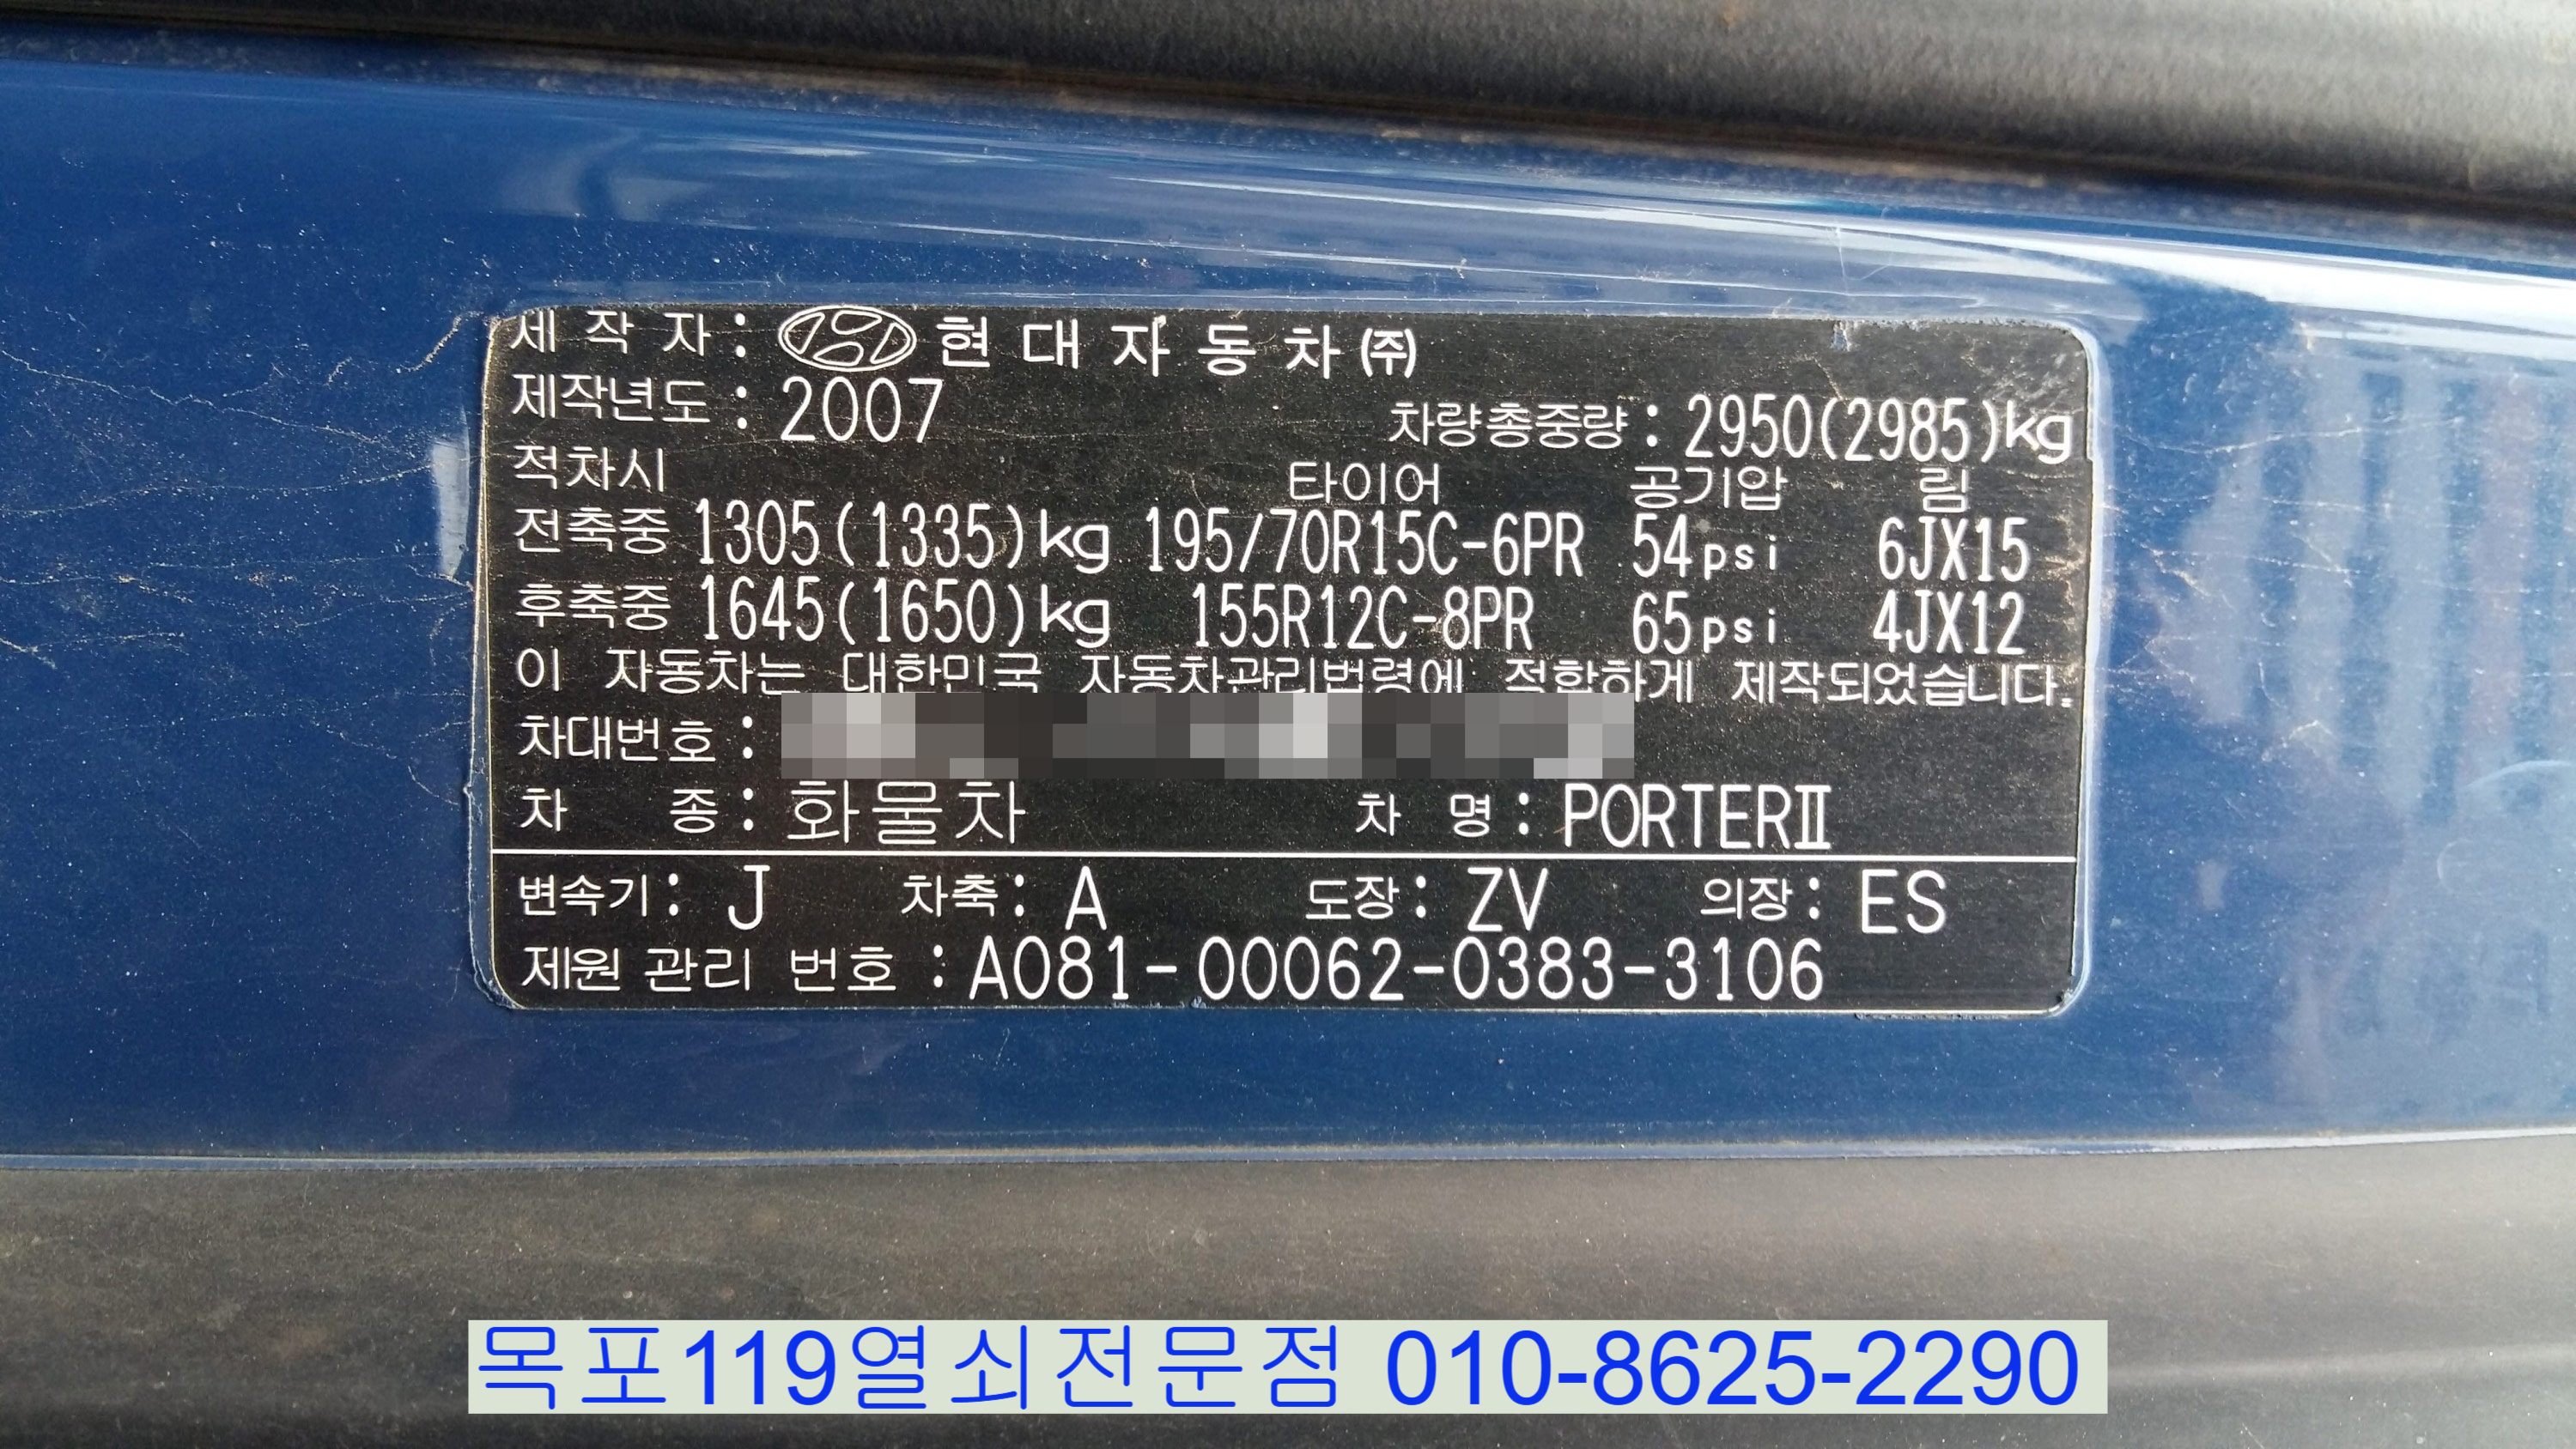 제 작 자 : 현 대 자 동 차 ㈜
제작년도 : 2007
차량총중량 : 2950(2985)kg
적차시 타이어 공기압 림
전축중 1305(1335)kg 195/70R15C-6PR 54psi 6JX15
후축중 1645(1650)kg 155R12C-8PR 65psi 4JX12
이 자동차는 대한민국 자동차관리법령에 적합하게 제작되었습니다.
차대번호 :
차 종 : 화물차 차 명 : PORTERⅡ
변속기 : J 차축 : A 도장 : ZV 의장 : ES
제원 관리 번호 : A081-00062-0383-3106
목포119열쇠전문점 010-8625-2290